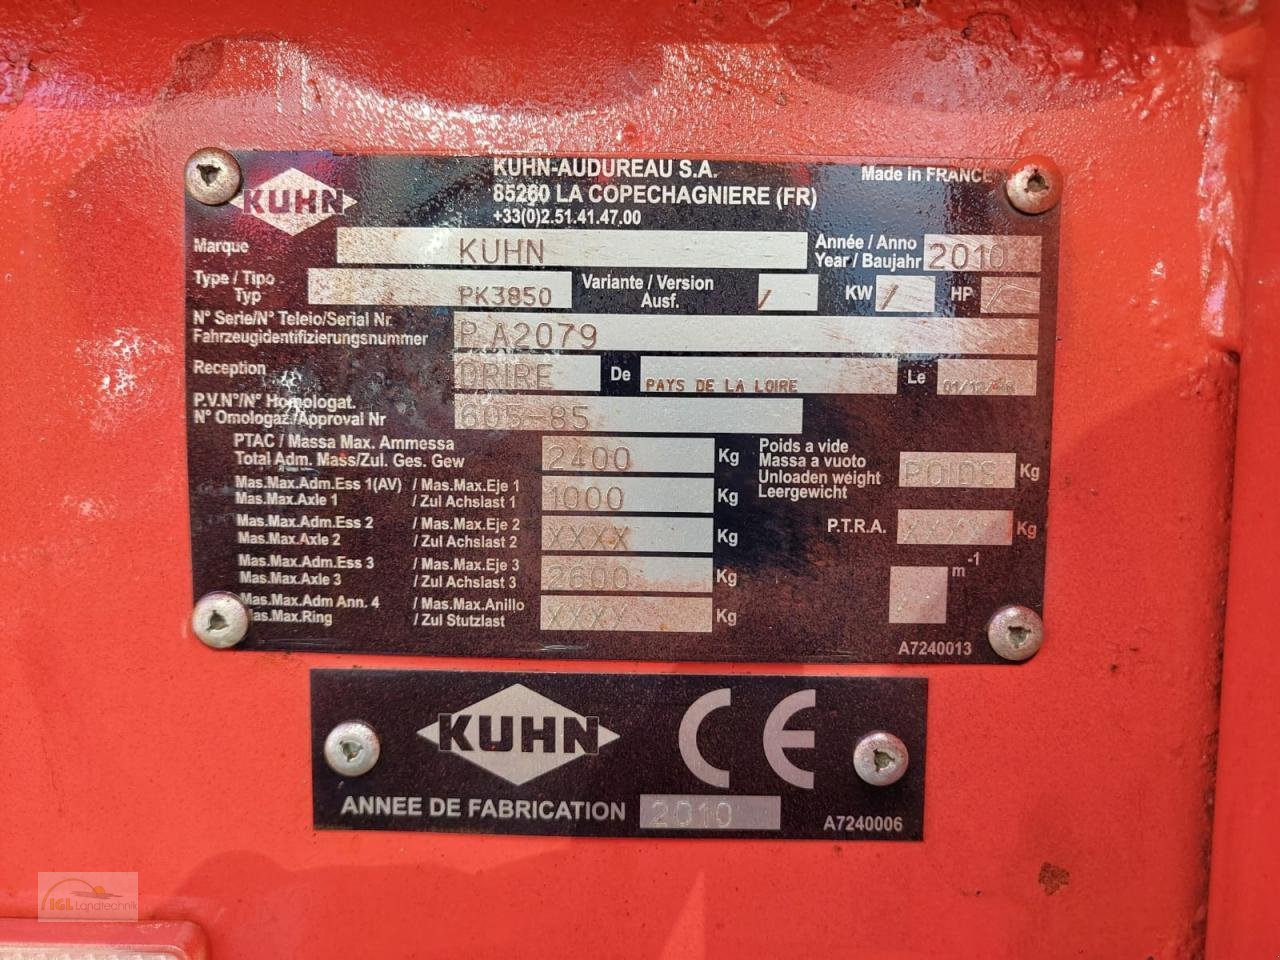 KUHN
KUHN-AUDUREAU S.A.
85260 LA COPECHAGNIERE (FR)
+33(0)2.51.41.47.00
Made in FRANCE
Marque KUHN
Année / Anno
Year / Baujahr 2010
Type / Tipo
Typ PK3850
Variante / Version
Ausf. /
KW / HP /
N° Serie/N° Teleio/Serial Nr.
Fahrzeugidentifizierungsnummer P.A2079
Reception DRIRE De PAYS DE LA LOIRE Le
P.V.N°/N° Homologat.
N° Omologaz./Approval Nr 605-85
PTAC / Massa Max. Ammessa
Total Adm. Mass/Zul. Ges. Gew 2400 Kg
Mas.Max.Adm.Ess 1(AV) / Mas.Max.Eje 1
Mas.Max.Axle 1 / Zul Achslast 1 1000 Kg
Mas.Max.Adm.Ess 2 / Mas.Max.Eje 2
Mas.Max.Axle 2 / Zul Achslast 2 XXXX Kg
Mas.Max.Adm.Ess 3 / Mas.Max.Eje 3
Mas.Max.Axle 3 / Zul Achslast 3 2600 Kg
Mas.Max.Adm Ann. 4 / Mas.Max.Anillo
Mas.Max.Ring / Zul Stutzlast XXXX Kg
Poids a vide
Massa a vuoto
Unloaden weight
Leergewicht POIDS Kg
P.T.R.A. XXXX Kg
m-1
A7240013
KUHN CE
ANNEE DE FABRICATION 2010
A7240006
IGL Landtechnik